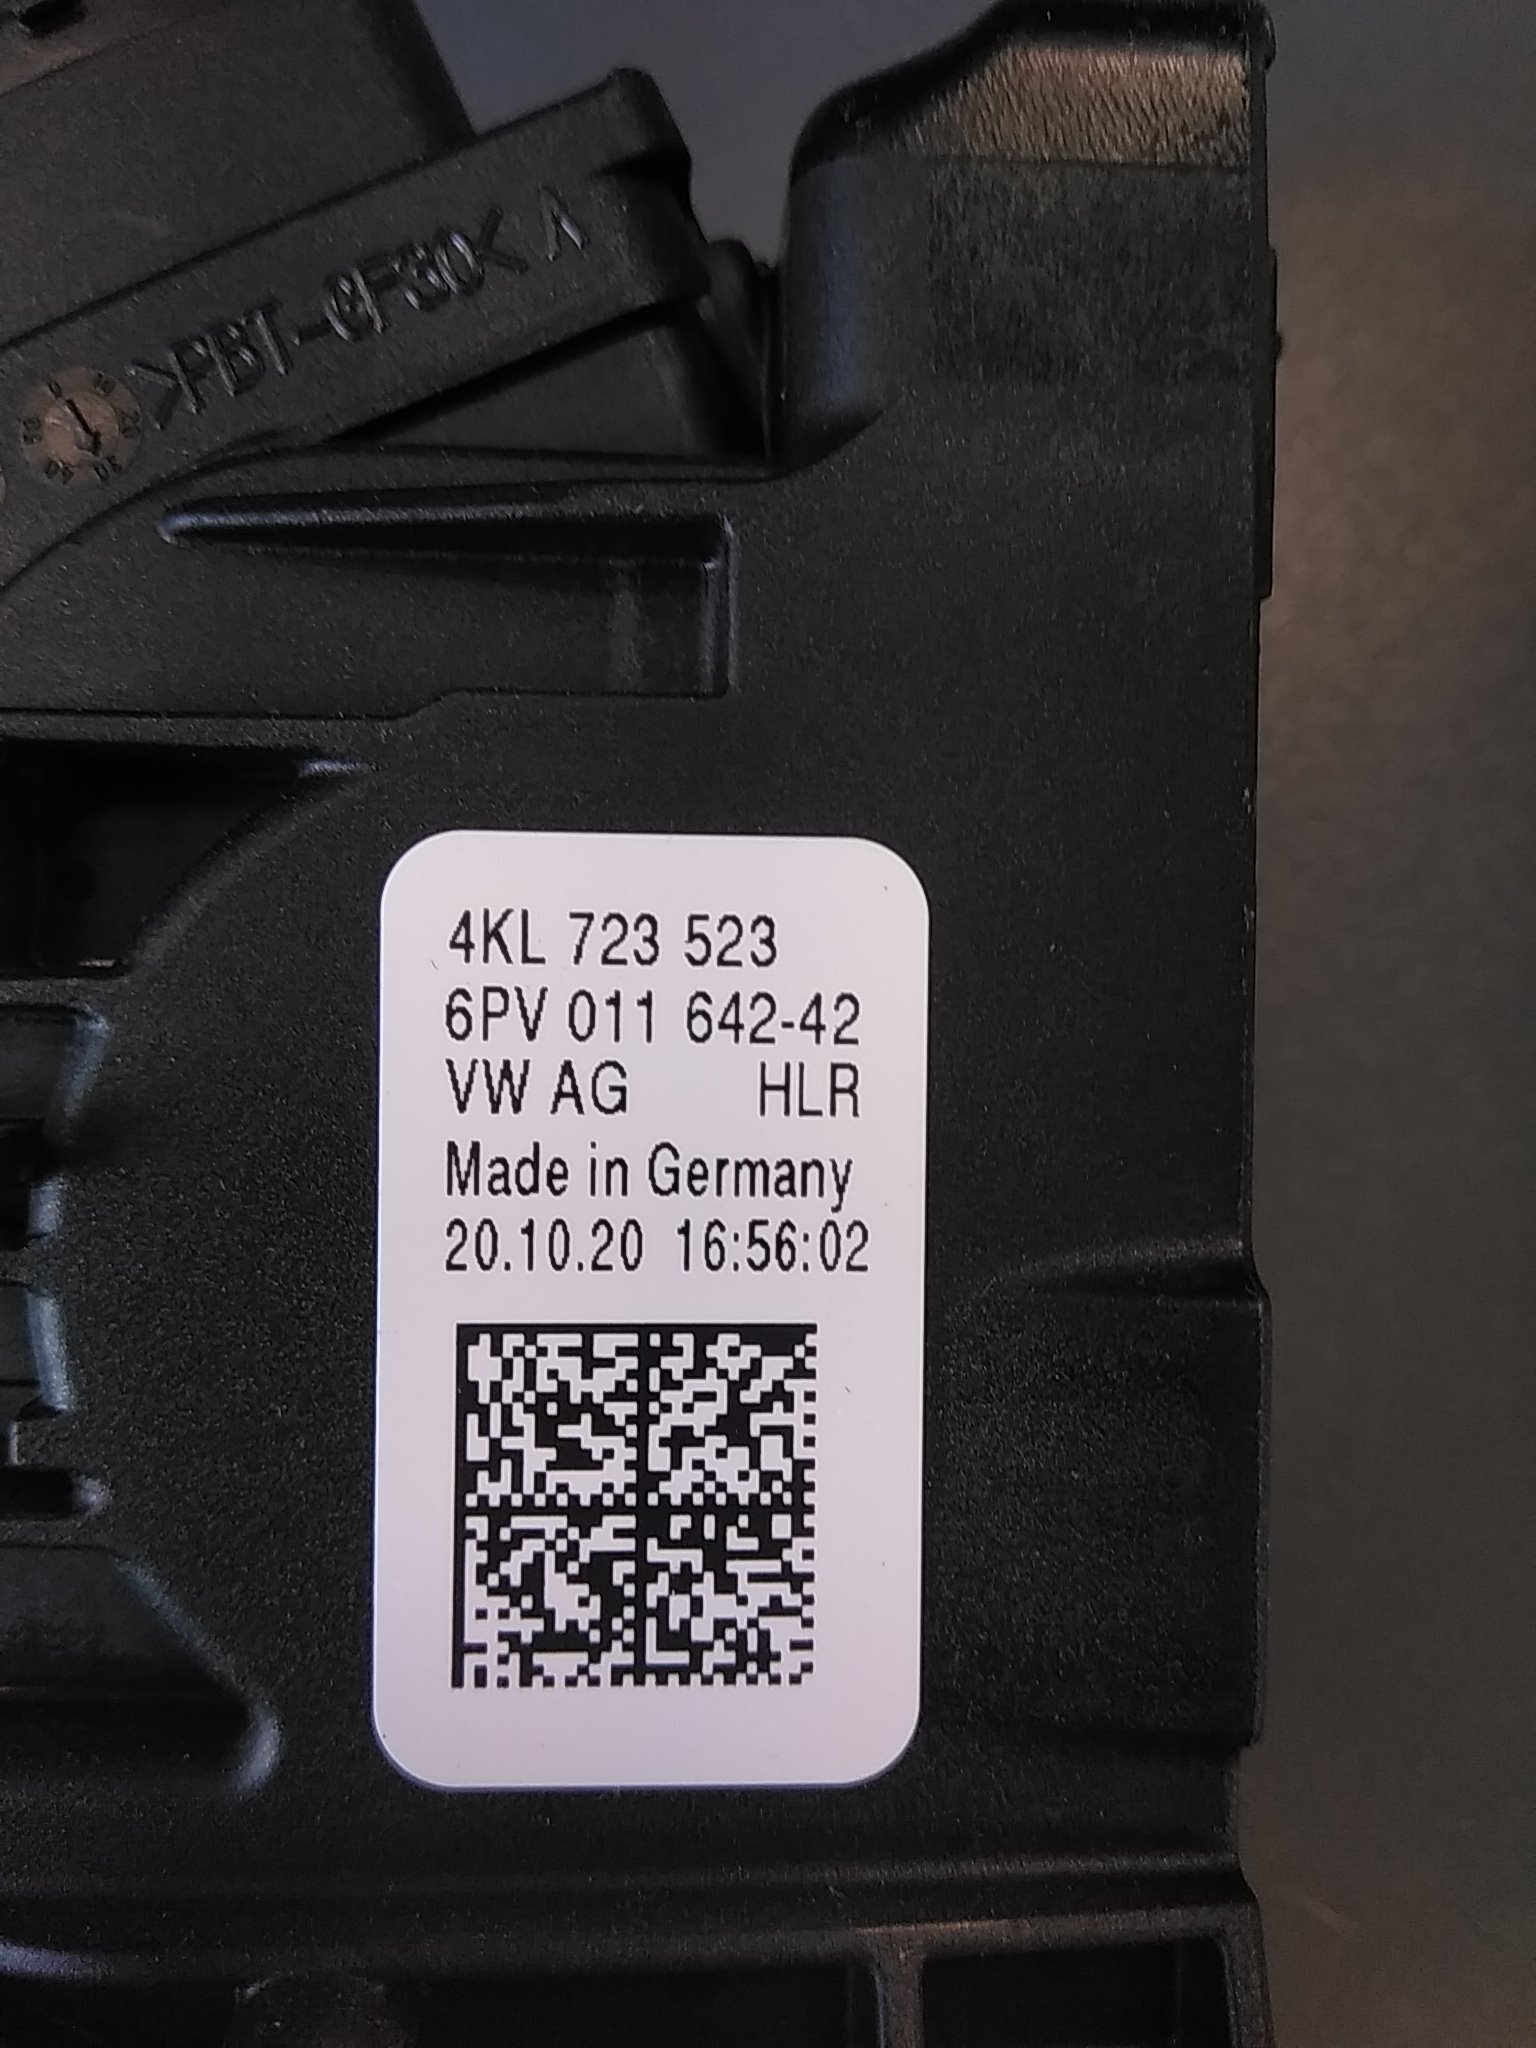 >PBT-GF30< A
4KL 723 523
6PV 011 642-42
VW AG HLR
Made in Germany
20.10.20 16:56:02